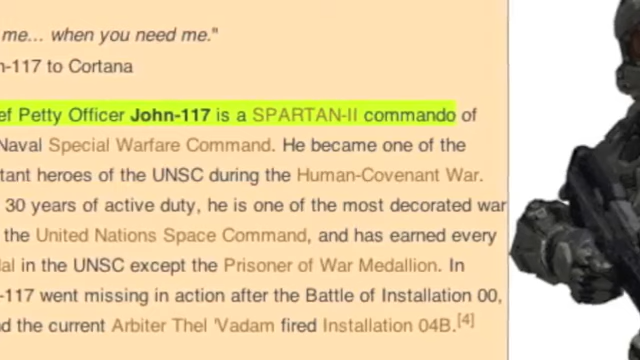 me... when you need me."
n-117 to Cortana
ef Petty Officer John-117 is a SPARTAN-II commando of
Naval Special Warfare Command. He became one of the
tant heroes of the UNSC during the Human-Covenant War.
30 years of active duty, he is one of the most decorated war
the United Nations Space Command, and has earned every
al in the UNSC except the Prisoner of War Medallion. In
-117 went missing in action after the Battle of Installation 00,
d the current Arbiter Thel 'Vadam fired Installation 04B.[4]